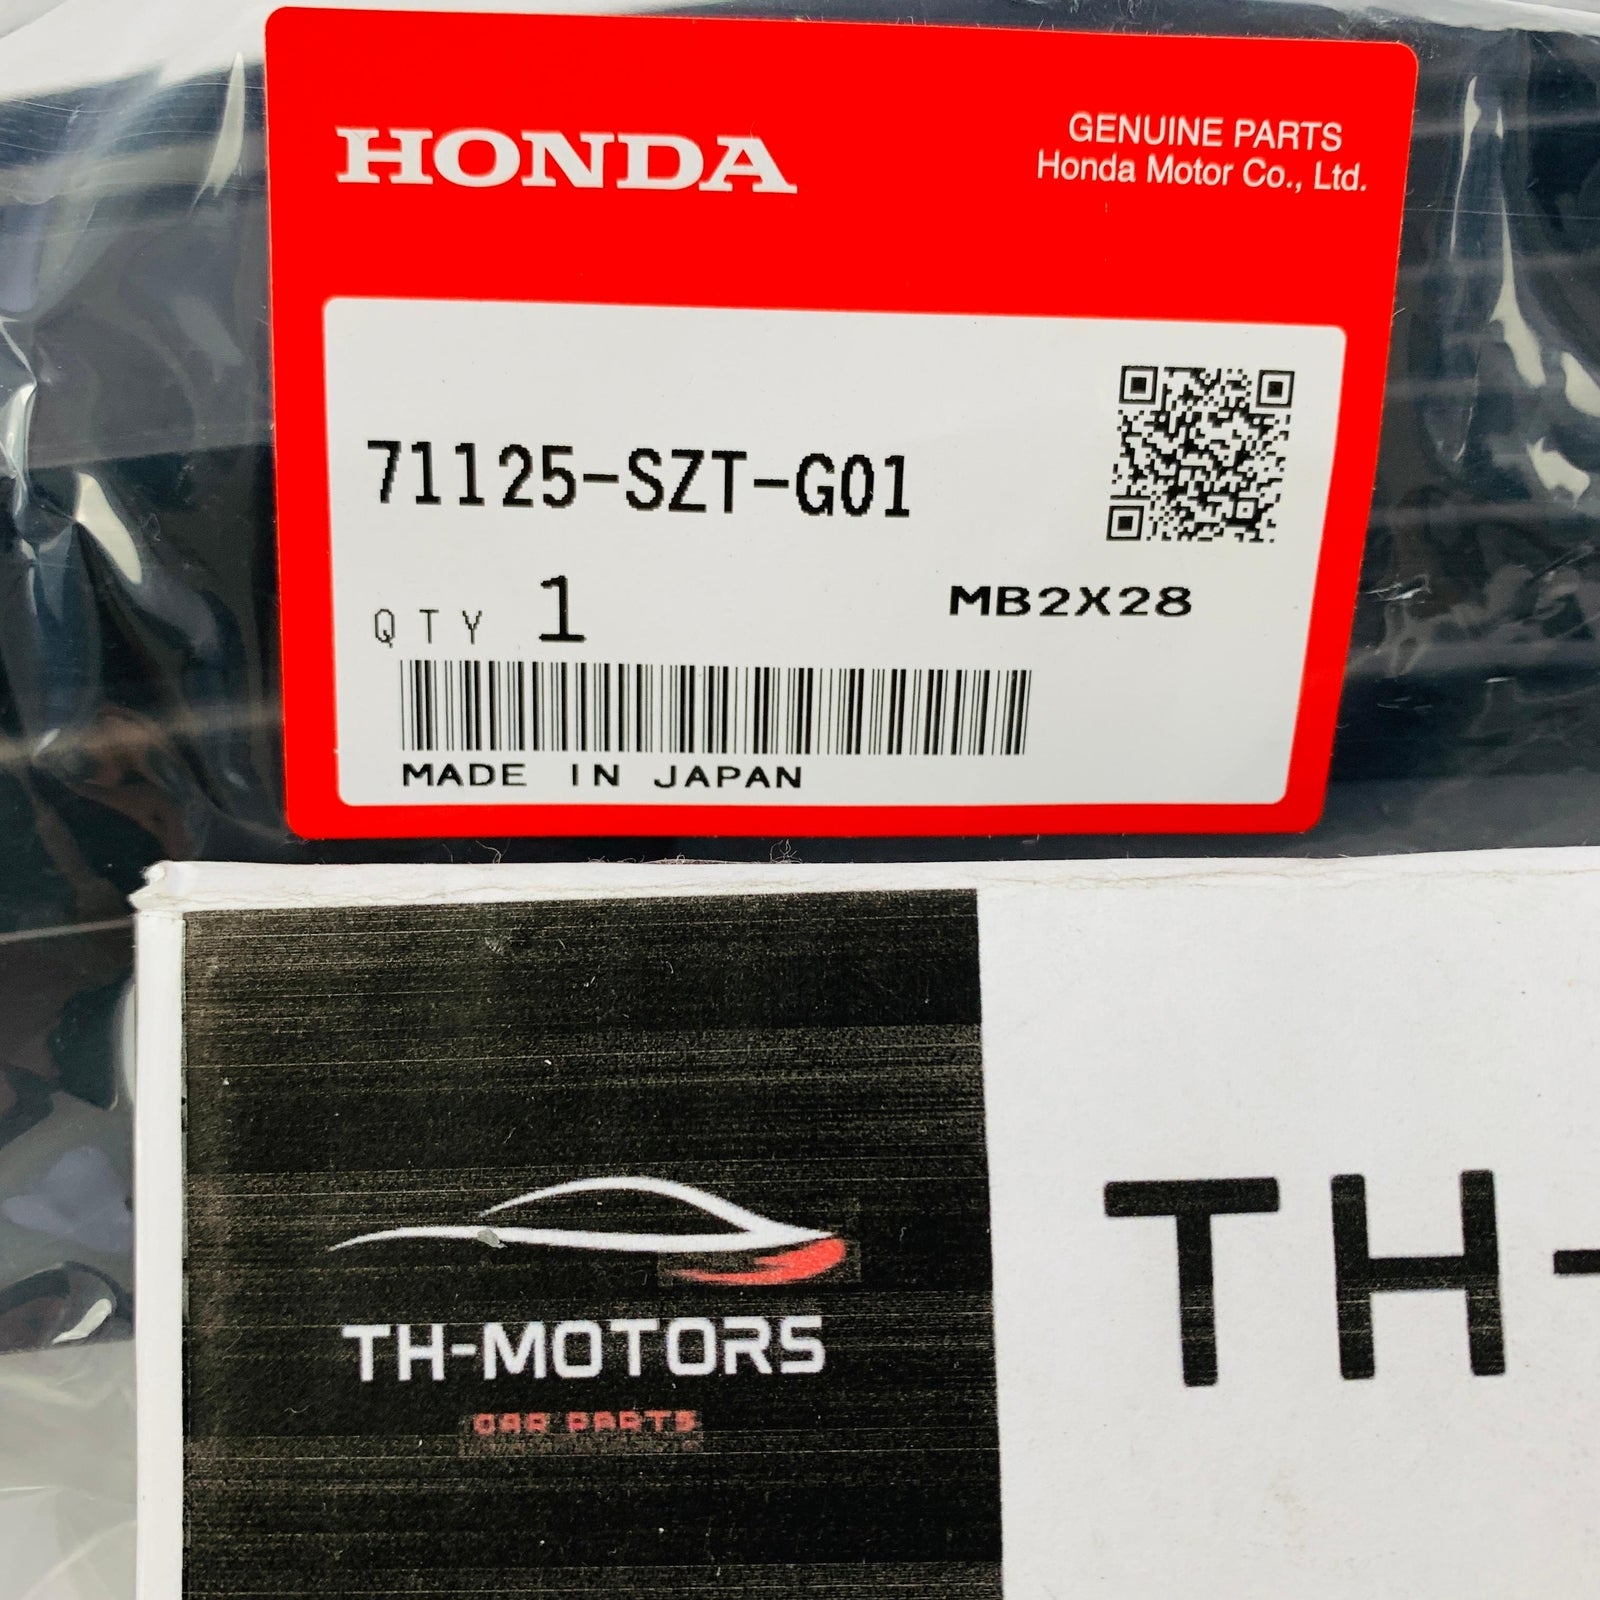 HONDA
GENUINE PARTS
Honda Motor Co., Ltd.
71125-SZT-G01
QTY 1
MB2X28
MADE IN JAPAN
TH-MOTORS
CAR PARTS
TH-